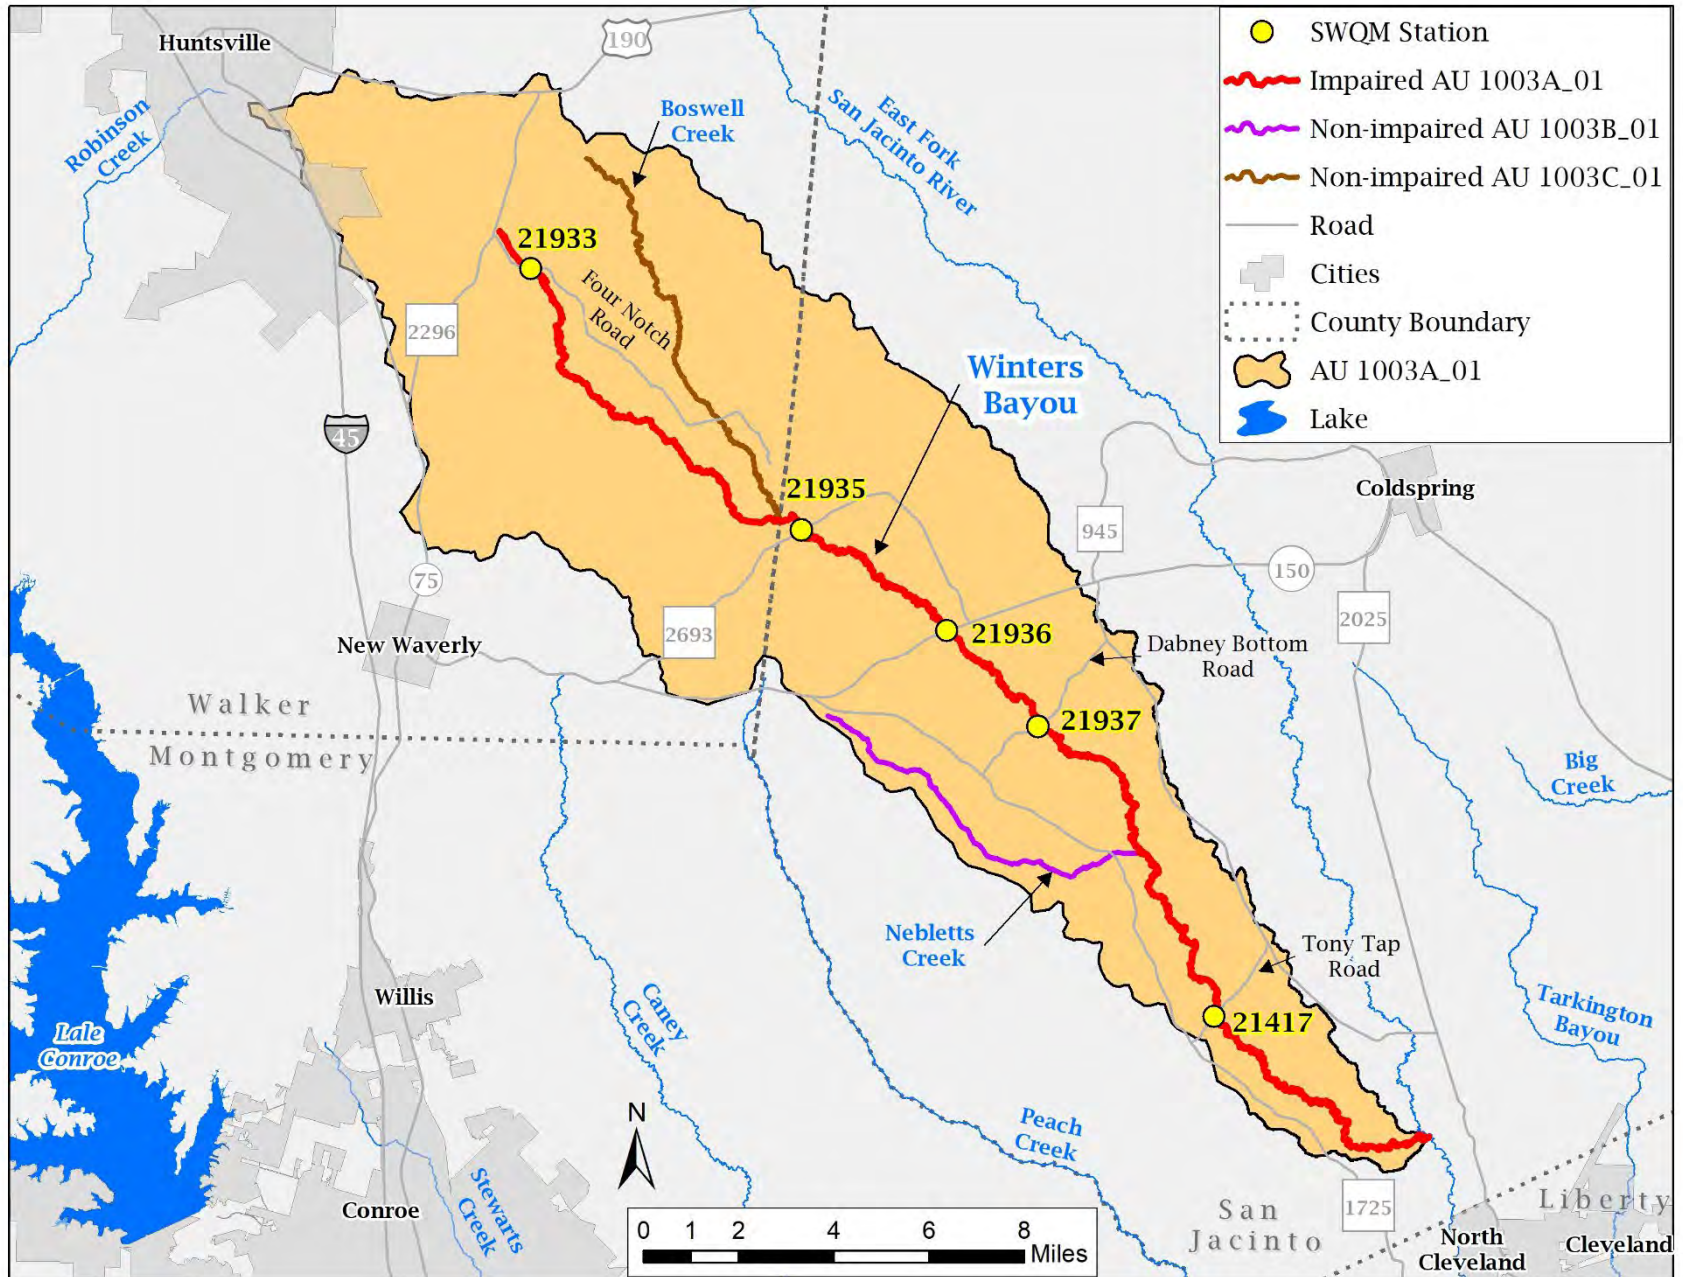 Huntsville
190
Robinson
Creek
Boswell
Creek
East Fork
San Jacinto River
SWQM Station
Impaired AU 1003A_01
Non-impaired AU 1003B_01
Non-impaired AU 1003C_01
Road
Cities
County Boundary
AU 1003A_01
Lake
21933
Four Notch
Road
2296
45
Winters
Bayou
21935
Coldspring
945
150
75
2025
2693
New Waverly
21936
Dabney Bottom
Road
Walker
Montgomery
21937
Big
Creek
Nebletts
Creek
Tony Tap
Road
Willis
Caney
Creek
21417
Tarkington
Bayou
Lale
Conroe
N
Peach
Creek
Stewarts
Creek
Conroe
San
Jacinto
1725
Liberty
North
Cleveland
Cleveland
0 1 2 4 6 8
Miles